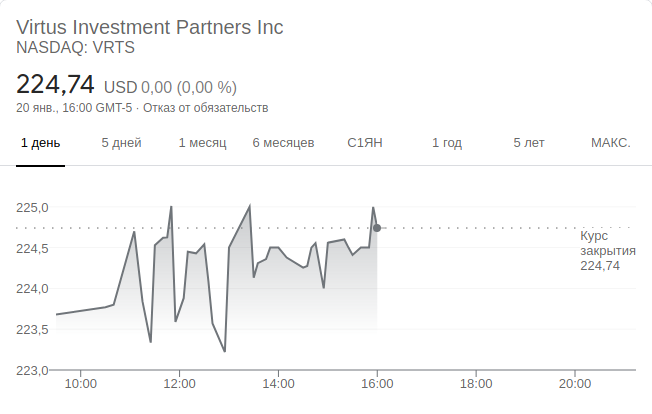 Virtus Investment Partners Inc
NASDAQ: VRTS
224,74 USD 0,00 (0,00 %)
20 янв., 16:00 GMT-5 · Отказ от обязательств
1 день 5 дней 1 месяц 6 месяцев С1ЯН 1 год 5 лет МАКС.
225,0
224,5
224,0
223,5
223,0
Курс
закрытия
224,74
10:00 12:00 14:00 16:00 18:00 20:00